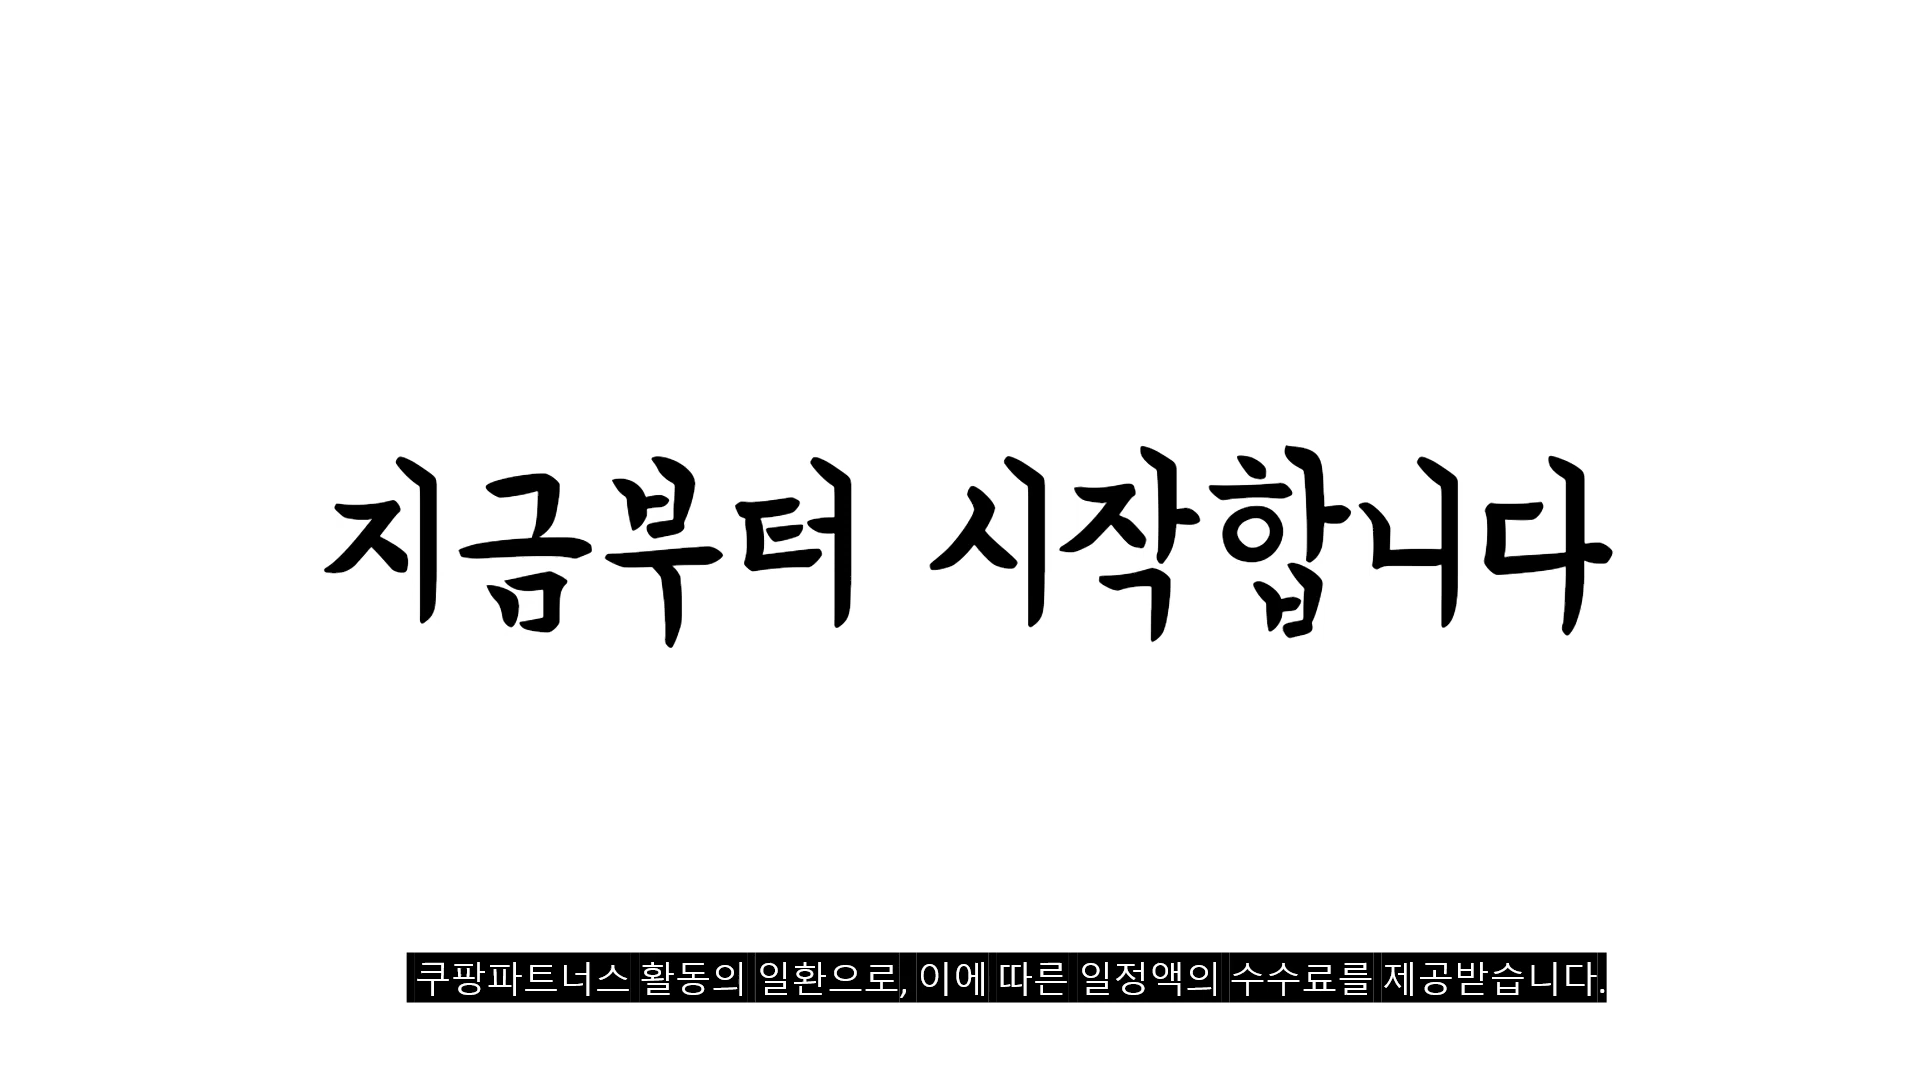 지금부터 시작합니다
쿠팡파트너스 활동의 일환으로, 이에 따른 일정액의 수수료를 제공받습니다.